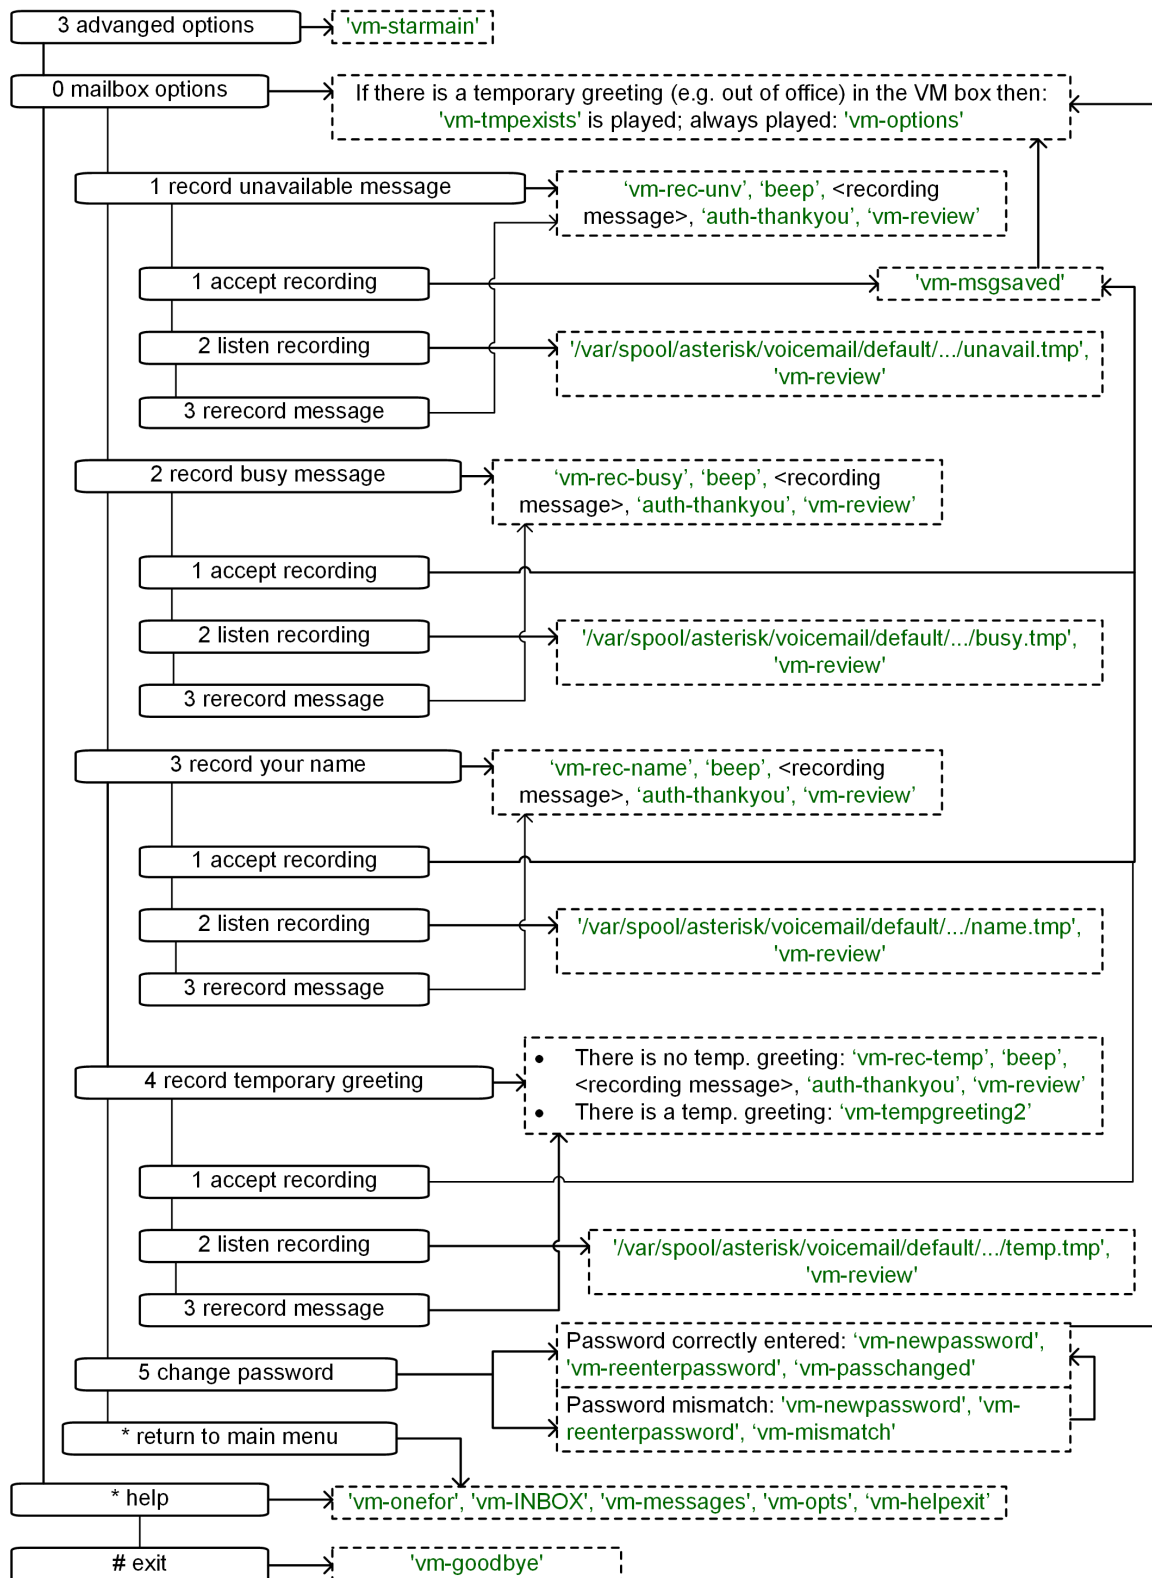 3 advanged options
'vm-starmain'
0 mailbox options
If there is a temporary greeting (e.g. out of office) in the VM box then:
'vm-tmpexists' is played; always played: 'vm-options'
1 record unavailable message
‘vm-rec-unv’, ‘beep’, <recording
message>, ‘auth-thankyou’, ‘vm-review’
1 accept recording
'vm-msgsaved'
2 listen recording
'/var/spool/asterisk/voicemail/default/.../unavail.tmp',
'vm-review'
3 rerecord message
2 record busy message
‘vm-rec-busy’, ‘beep’, <recording
message>, ‘auth-thankyou’, ‘vm-review’
1 accept recording
2 listen recording
'/var/spool/asterisk/voicemail/default/.../busy.tmp',
'vm-review'
3 rerecord message
3 record your name
‘vm-rec-name’, ‘beep’, <recording
message>, ‘auth-thankyou’, ‘vm-review’
1 accept recording
2 listen recording
'/var/spool/asterisk/voicemail/default/.../name.tmp',
'vm-review'
3 rerecord message
4 record temporary greeting
• There is no temp. greeting: ‘vm-rec-temp’, ‘beep’,
<recording message>, ‘auth-thankyou’, ‘vm-review’
• There is a temp. greeting: ‘vm-tempgreeting2’
1 accept recording
2 listen recording
'/var/spool/asterisk/voicemail/default/.../temp.tmp',
'vm-review'
3 rerecord message
5 change password
Password correctly entered: ‘vm-newpassword',
'vm-reenterpassword', ‘vm-passchanged'
Password mismatch: 'vm-newpassword', 'vm-
reenterpassword', ‘vm-mismatch'
* return to main menu
* help
'vm-onefor', 'vm-INBOX', 'vm-messages', 'vm-opts', ‘vm-helpexit’
# exit
'vm-goodbye'